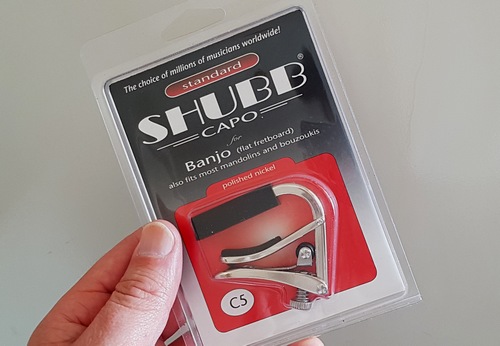 The choice of millions of musicians worldwide!
standard
SHUBB®
CAPO
for
Banjo (flat fretboard)
also fits most mandolins and bouzoukis
polished nickel
C5